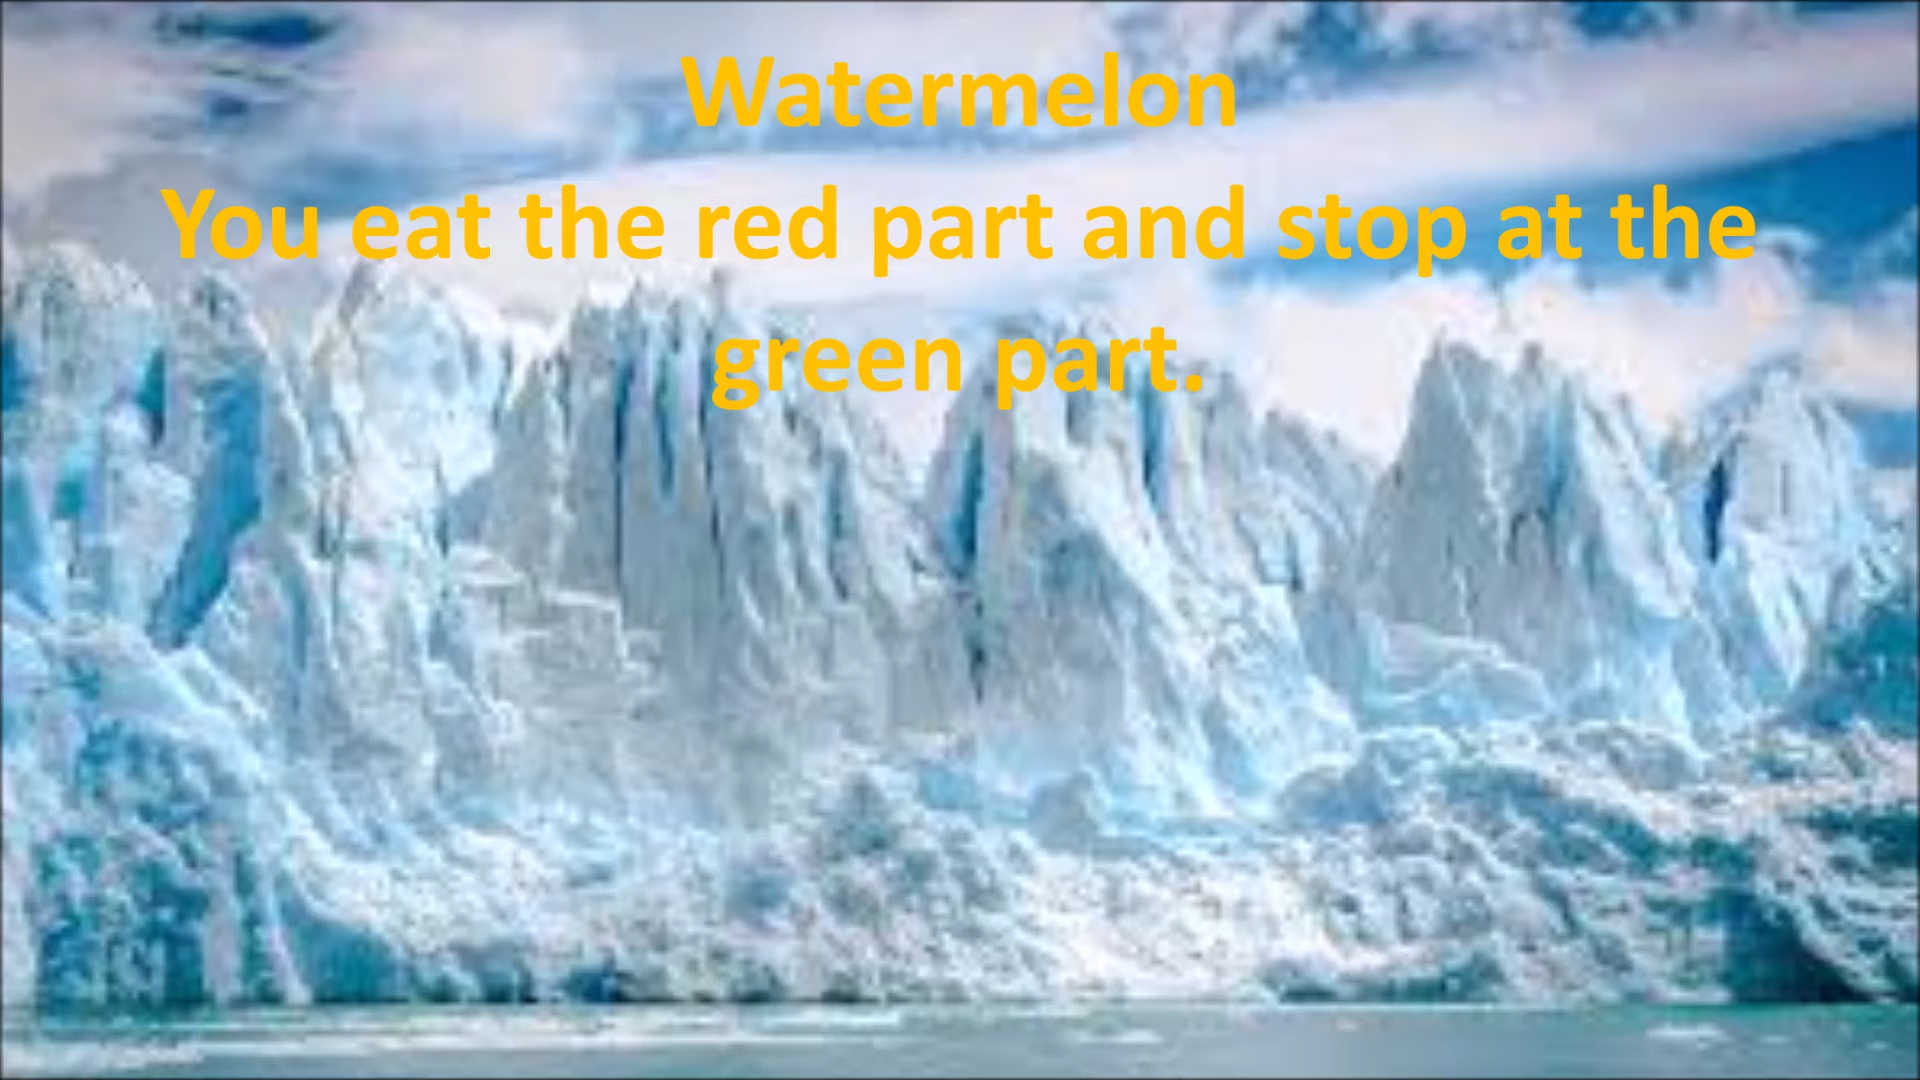 Watermelon
You eat the red part and stop at the
green part.